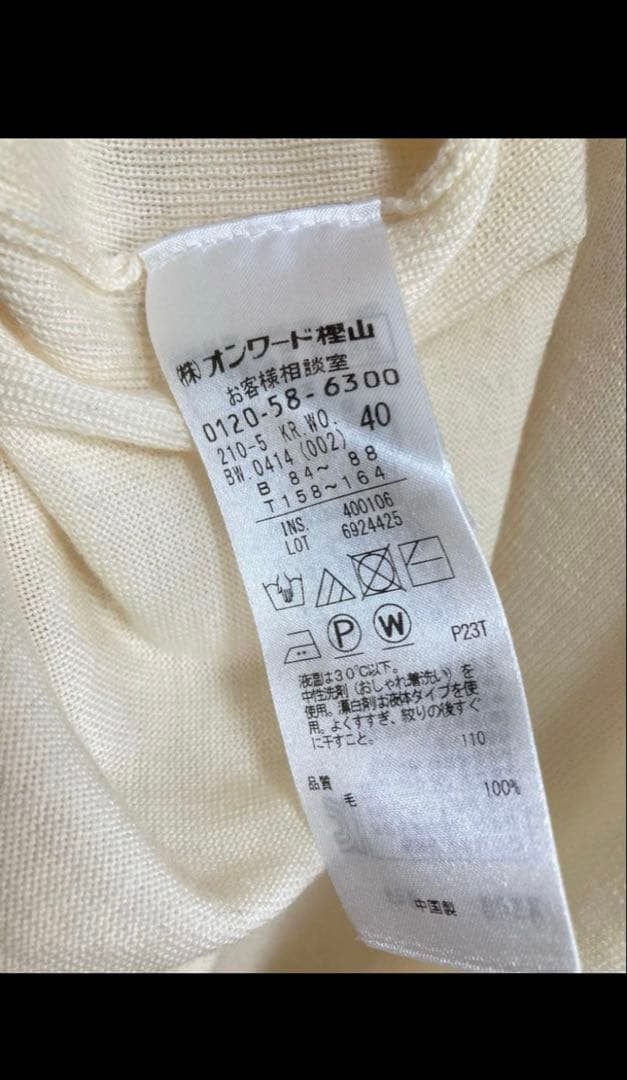 (株)オンワード樫山
お客様相談室
0120-58-6300
210-5 KR.WO. 40
BW.0414(002)
B 84～ 88
T158～164
INS. 400106
LOT 6924425
P W P23T
液温は30℃以下。
中性洗剤（おしゃれ着洗い）を
使用。漂白剤はお液体タイプを使
用。よくすすぎ、絞りの後すぐ
に干すこと。 110
品質
毛 100%
中国製